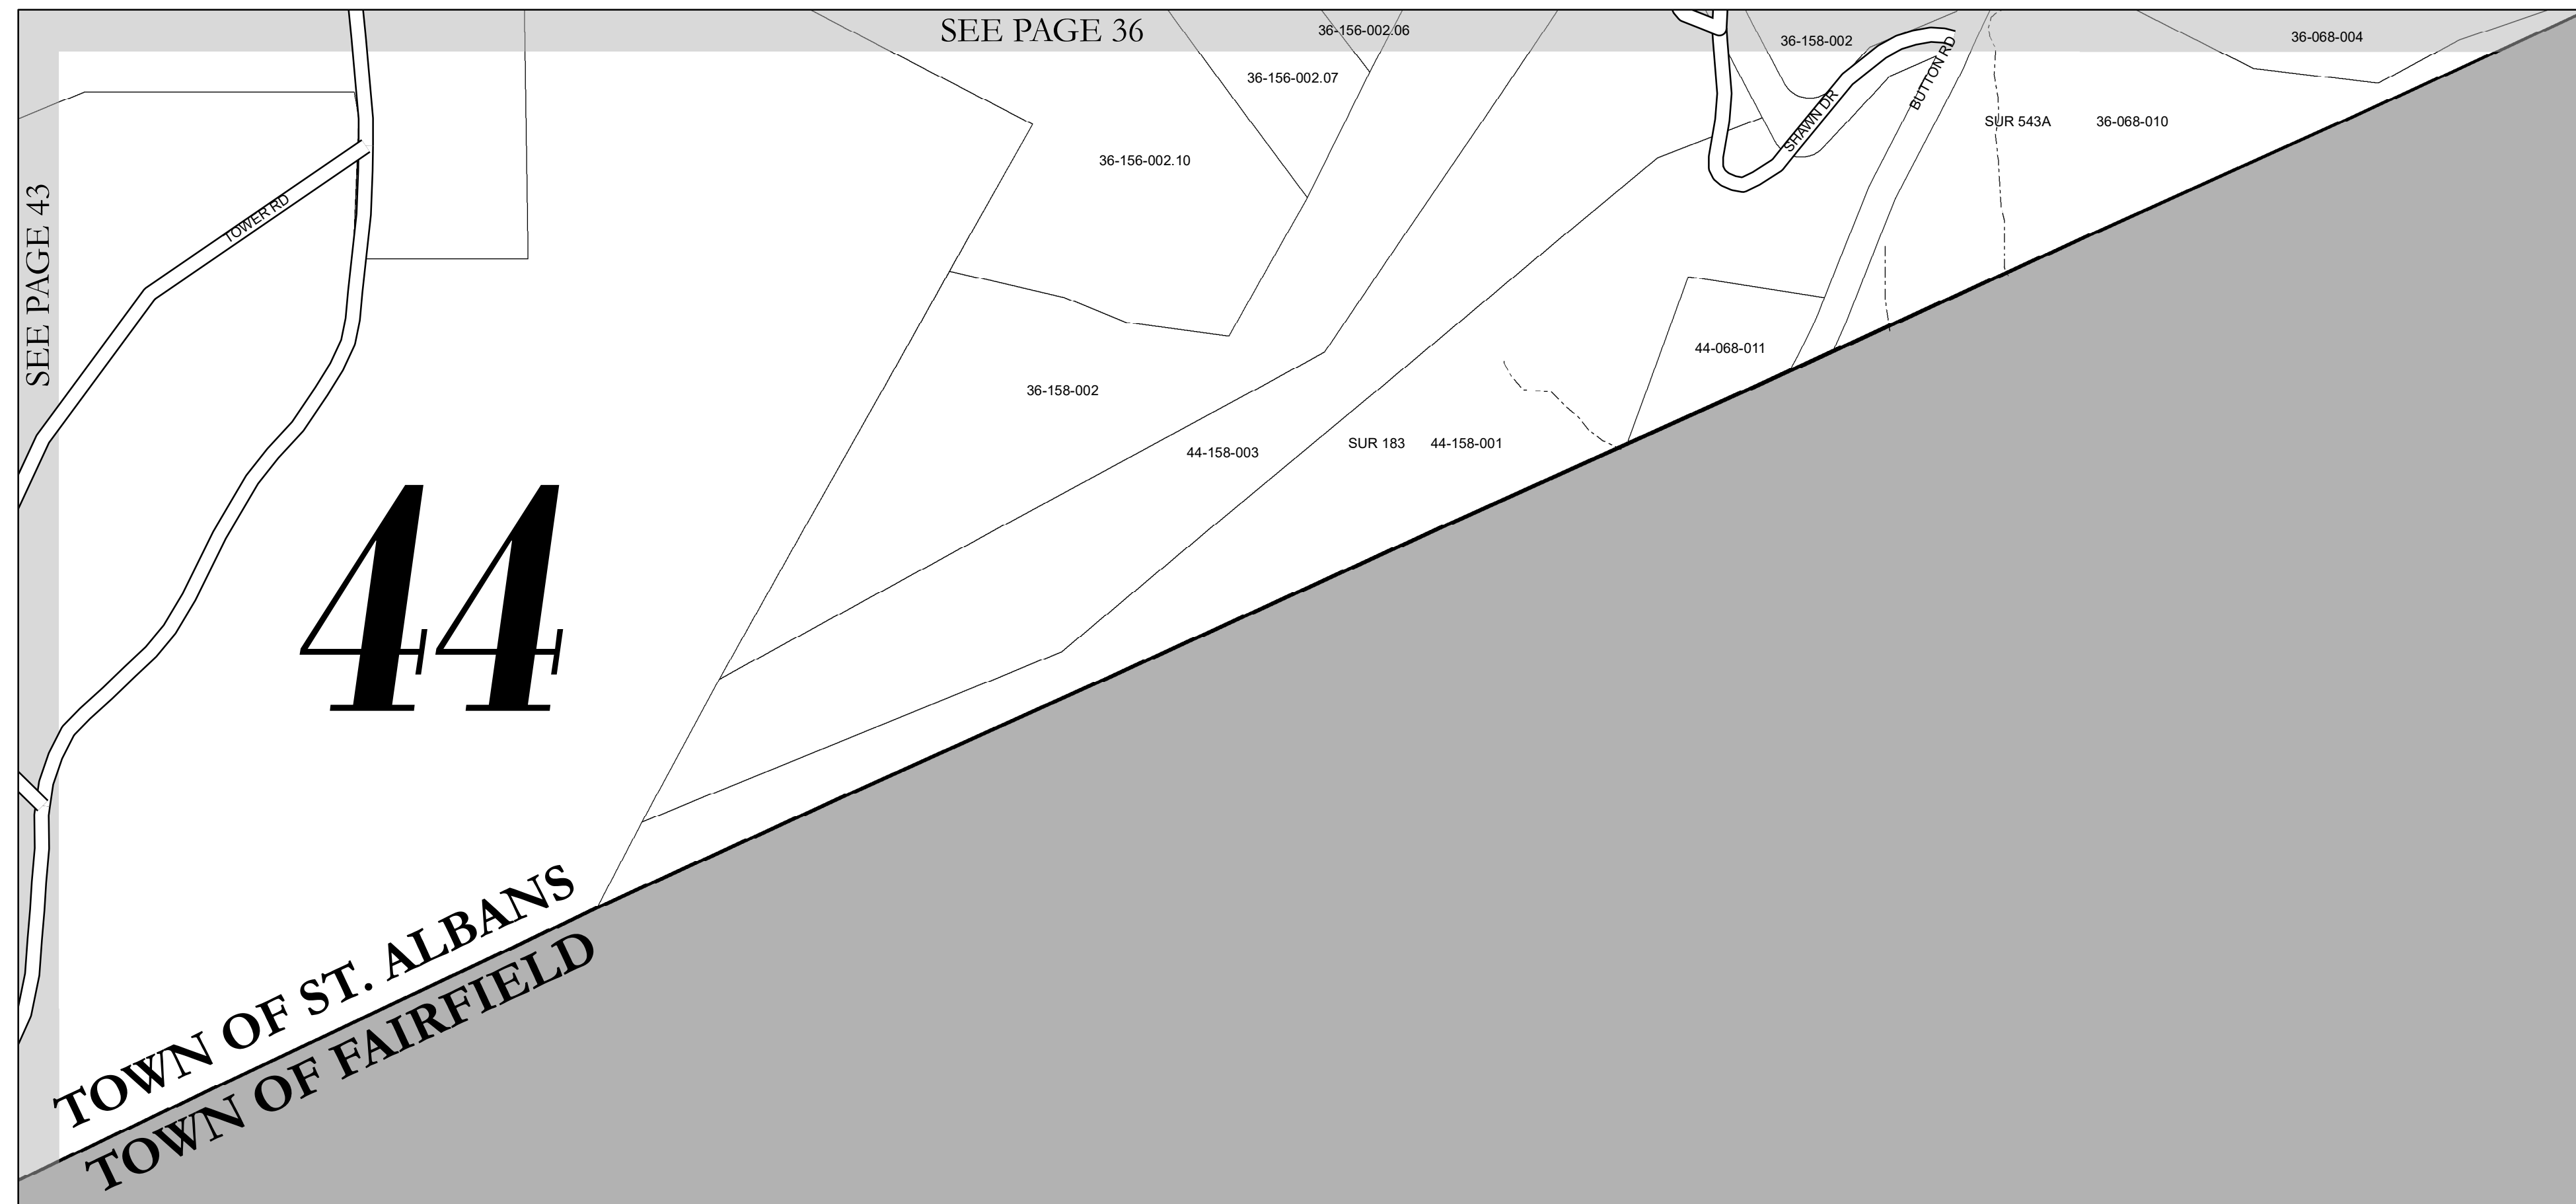 SEE PAGE 36
36-156-002.06
36-158-002
36-068-004
36-156-002.07
BUTTON RD
SHAWN DR
SUR 543A
36-068-010
36-156-002.10
SEE PAGE 43
TOWER RD
44-068-011
36-158-002
44-158-003
SUR 183
44-158-001
44
TOWN OF ST. ALBANS
TOWN OF FAIRFIELD